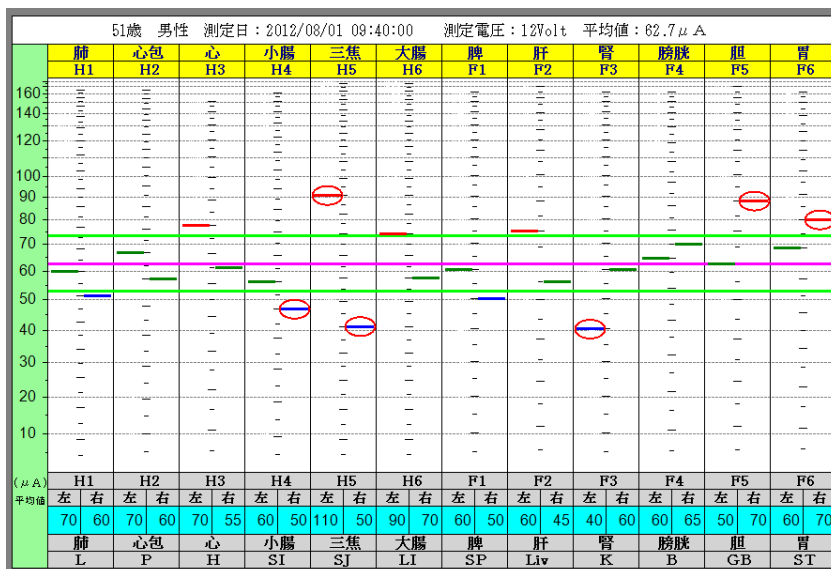 51歳 男性 測定日：2012/08/01 09:40:00 測定電圧：12Volt 平均値：62.7μA
肺 心包 心 小腸 三焦 大腸 脾 肝 腎 膀胱 胆 胃
H1 H2 H3 H4 H5 H6 F1 F2 F3 F4 F5 F6
160
140
120
100
90
80
70
60
50
40
30
20
10
(μA) H1 H2 H3 H4 H5 H6 F1 F2 F3 F4 F5 F6
平均値 左 右 左 右 左 右 左 右 左 右 左 右 左 右 左 右 左 右 左 右 左 右 左 右
70 60 70 60 70 55 60 50 110 50 90 70 60 50 60 45 40 60 60 65 50 70 60 70
肺 心包 心 小腸 三焦 大腸 脾 肝 腎 膀胱 胆 胃
L P H SI SJ LI SP Liv K B GB ST